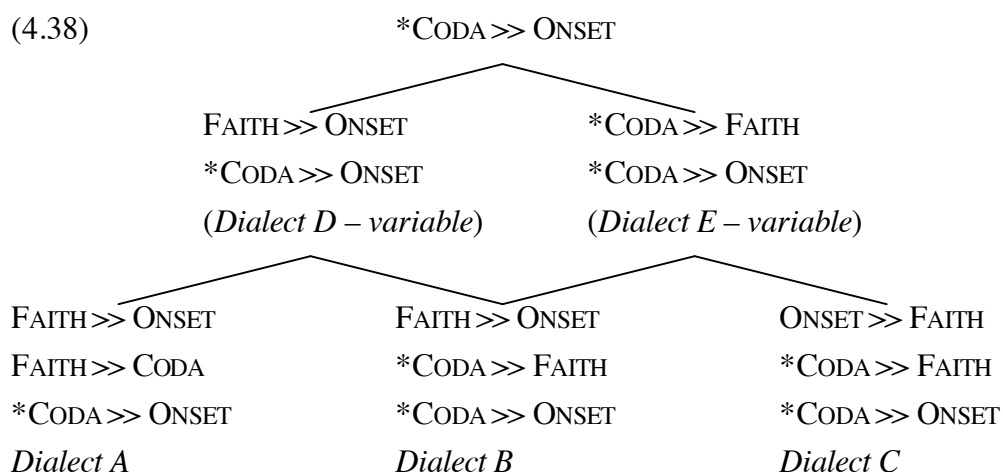 (4.38) *CODA >> ONSET
FAITH >> ONSET *CODA >> FAITH
*CODA >> ONSET *CODA >> ONSET
(Dialect D – variable) (Dialect E – variable)
FAITH >> ONSET FAITH >> ONSET ONSET >> FAITH
FAITH >> CODA *CODA >> FAITH *CODA >> FAITH
*CODA >> ONSET *CODA >> ONSET *CODA >> ONSET
Dialect A Dialect B Dialect C